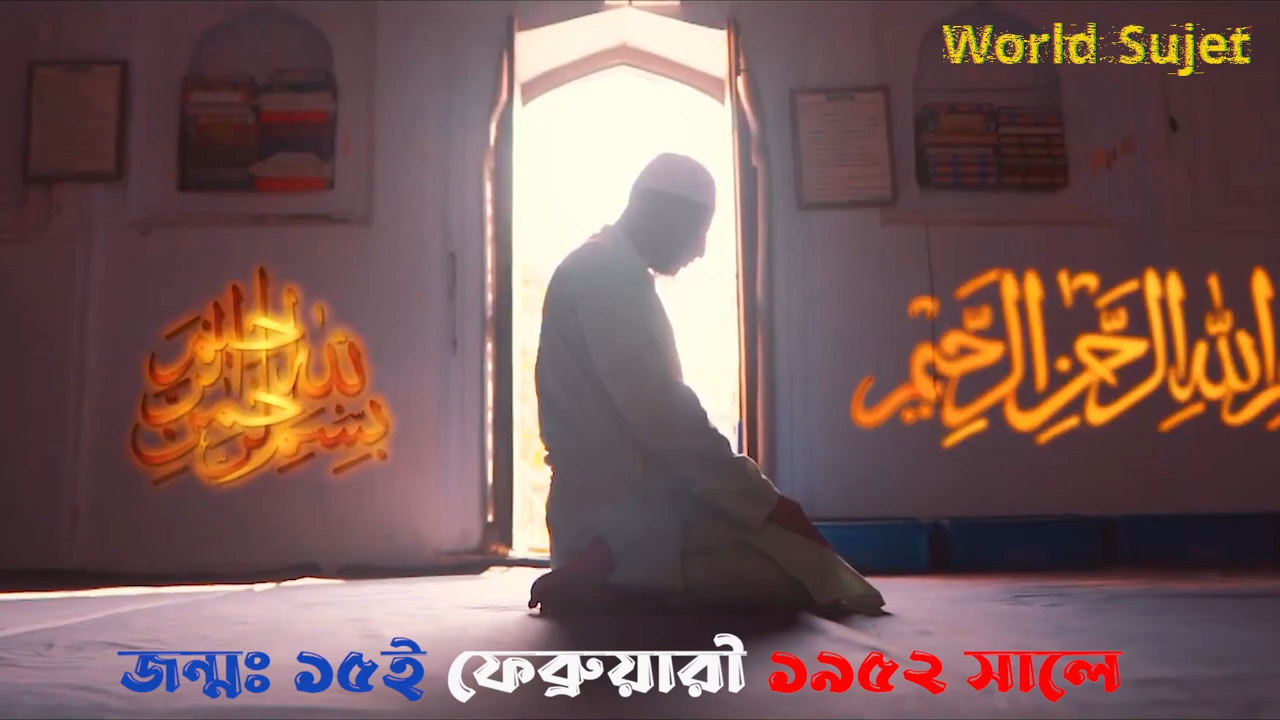 World Sujet
بسم الله الرحمن الرحيم
الله الرحمن الرحيم
জন্মঃ ১৫ই ফেব্রুয়ারী ১৯৫২ সালে